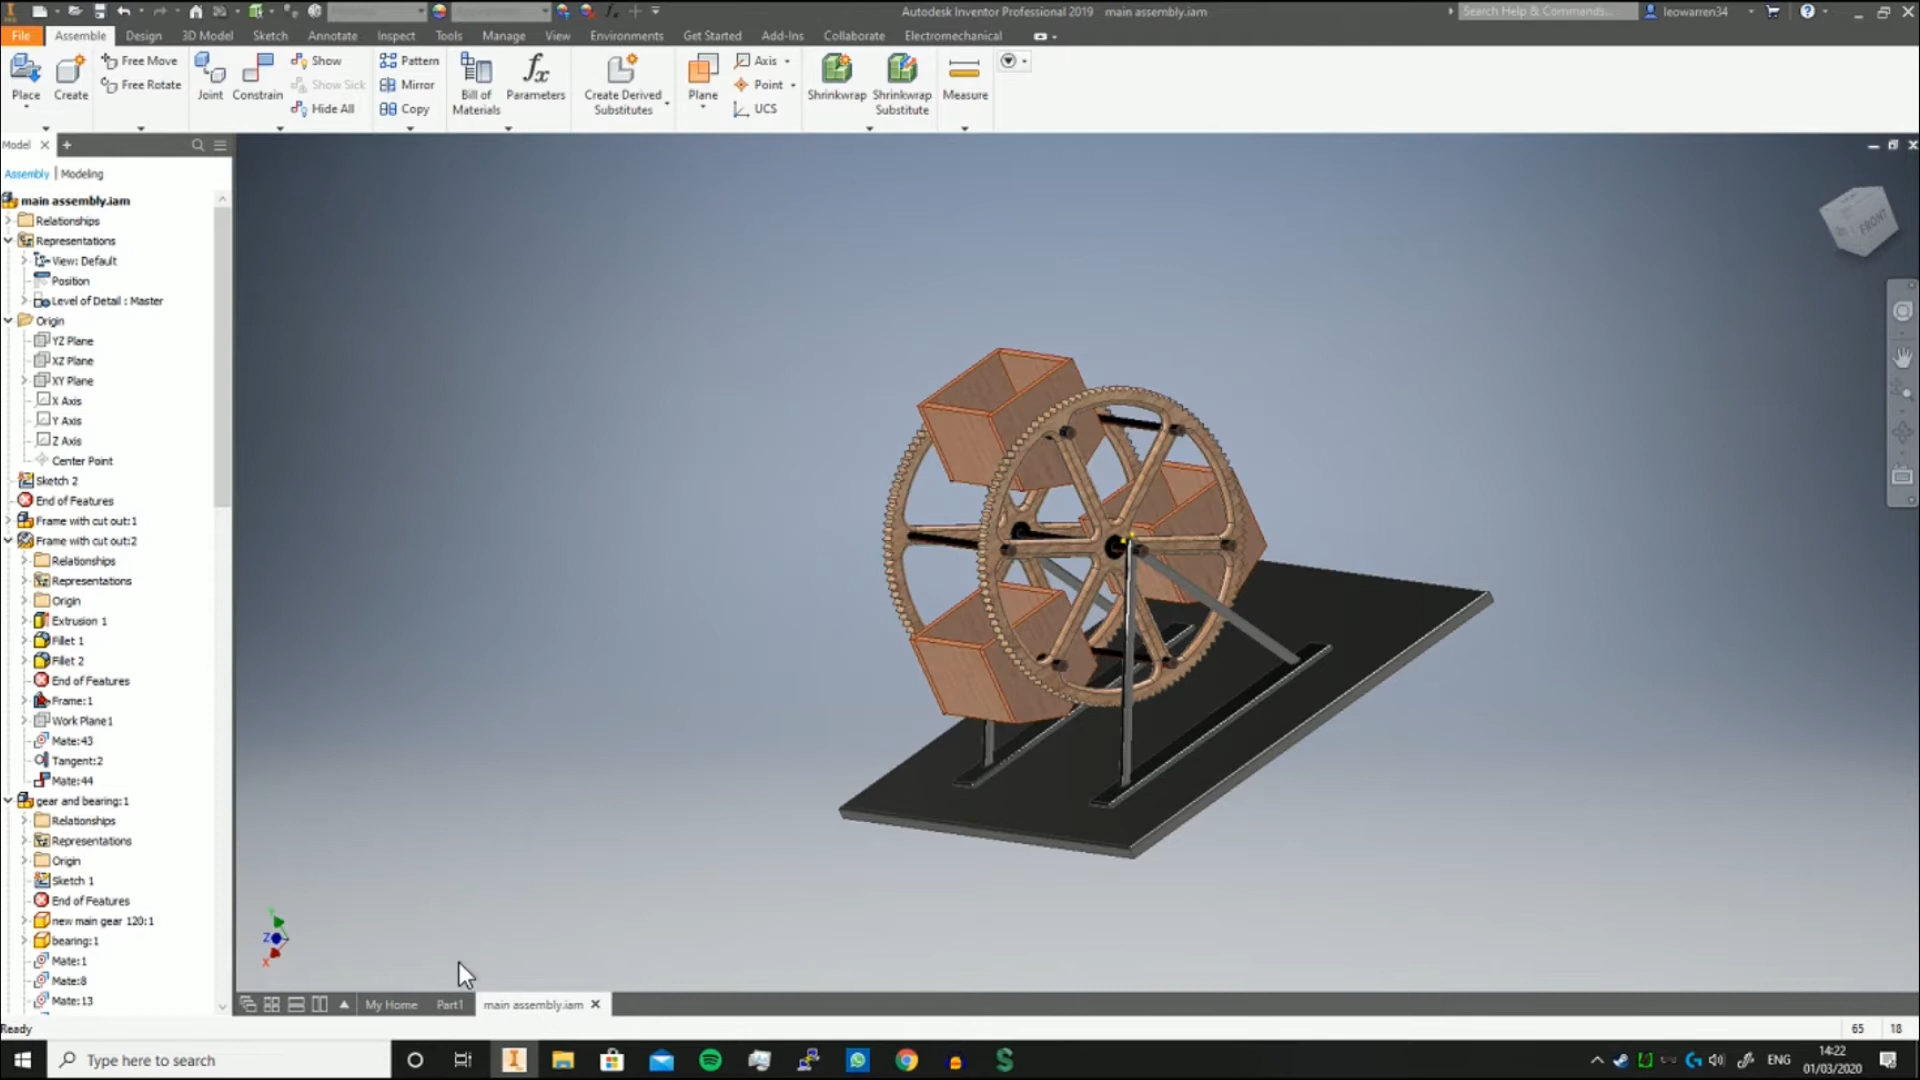 Autodesk Inventor Professional 2019 main assembly.iam
Search Help & Commands...
leowarren34
File Assemble Design 3D Model Sketch Annotate Inspect Tools Manage View Environments Get Started Add-Ins Collaborate Electromechanical
Place
Create
Free Move
Free Rotate
Joint
Constrain
Show
Show Sick
Hide All
Pattern
Mirror
Copy
Bill of
Materials
fx
Parameters
Create Derived
Substitutes
Plane
Axis
Point
UCS
Shrinkwrap
Shrinkwrap
Substitute
Measure
Model
Assembly | Modeling
main assembly.iam
Relationships
Representations
View: Default
Position
Level of Detail : Master
Origin
YZ Plane
XZ Plane
XY Plane
X Axis
Y Axis
Z Axis
Center Point
Sketch 2
End of Features
Frame with cut out:1
Frame with cut out:2
Relationships
Representations
Origin
Extrusion 1
Fillet 1
Fillet 2
End of Features
Frame:1
Work Plane1
Mate:43
Tangent:2
Mate:44
gear and bearing:1
Relationships
Representations
Origin
Sketch 1
End of Features
new main gear 120:1
bearing:1
Mate:1
Mate:8
Mate:13
FRONT
Z
X
My Home Part1 main assembly.iam
Ready
65 18
Type here to search
ENG
14:22
01/03/2020